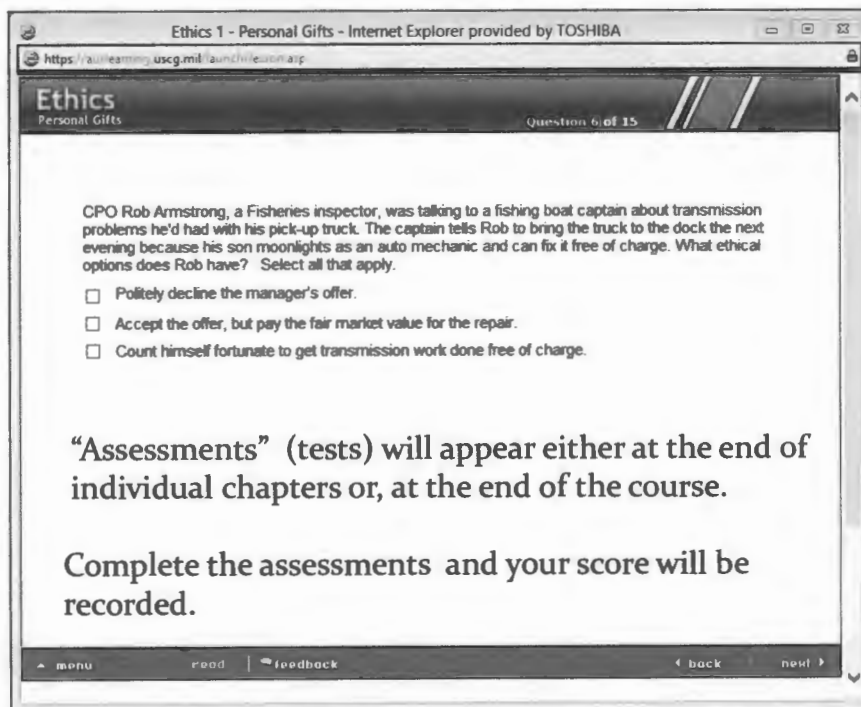 Ethics 1 - Personal Gifts - Internet Explorer provided by TOSHIBA
uscg.mil
Ethics
Personal Gifts
Question 6 of 15
CPO Rob Armstrong, a Fisheries inspector, was talking to a fishing boat captain about transmission
problems he'd had with his pick-up truck. The captain tells Rob to bring the truck to the dock the next
evening because his son moonlights as an auto mechanic and can fix it free of charge. What ethical
options does Rob have? Select all that apply.
Politely decline the manager's offer.
Accept the offer, but pay the fair market value for the repair.
Count himself fortunate to get transmission work done free of charge.
“Assessments” (tests) will appear either at the end of
individual chapters or, at the end of the course.
Complete the assessments and your score will be
recorded.
menu read feedback back next